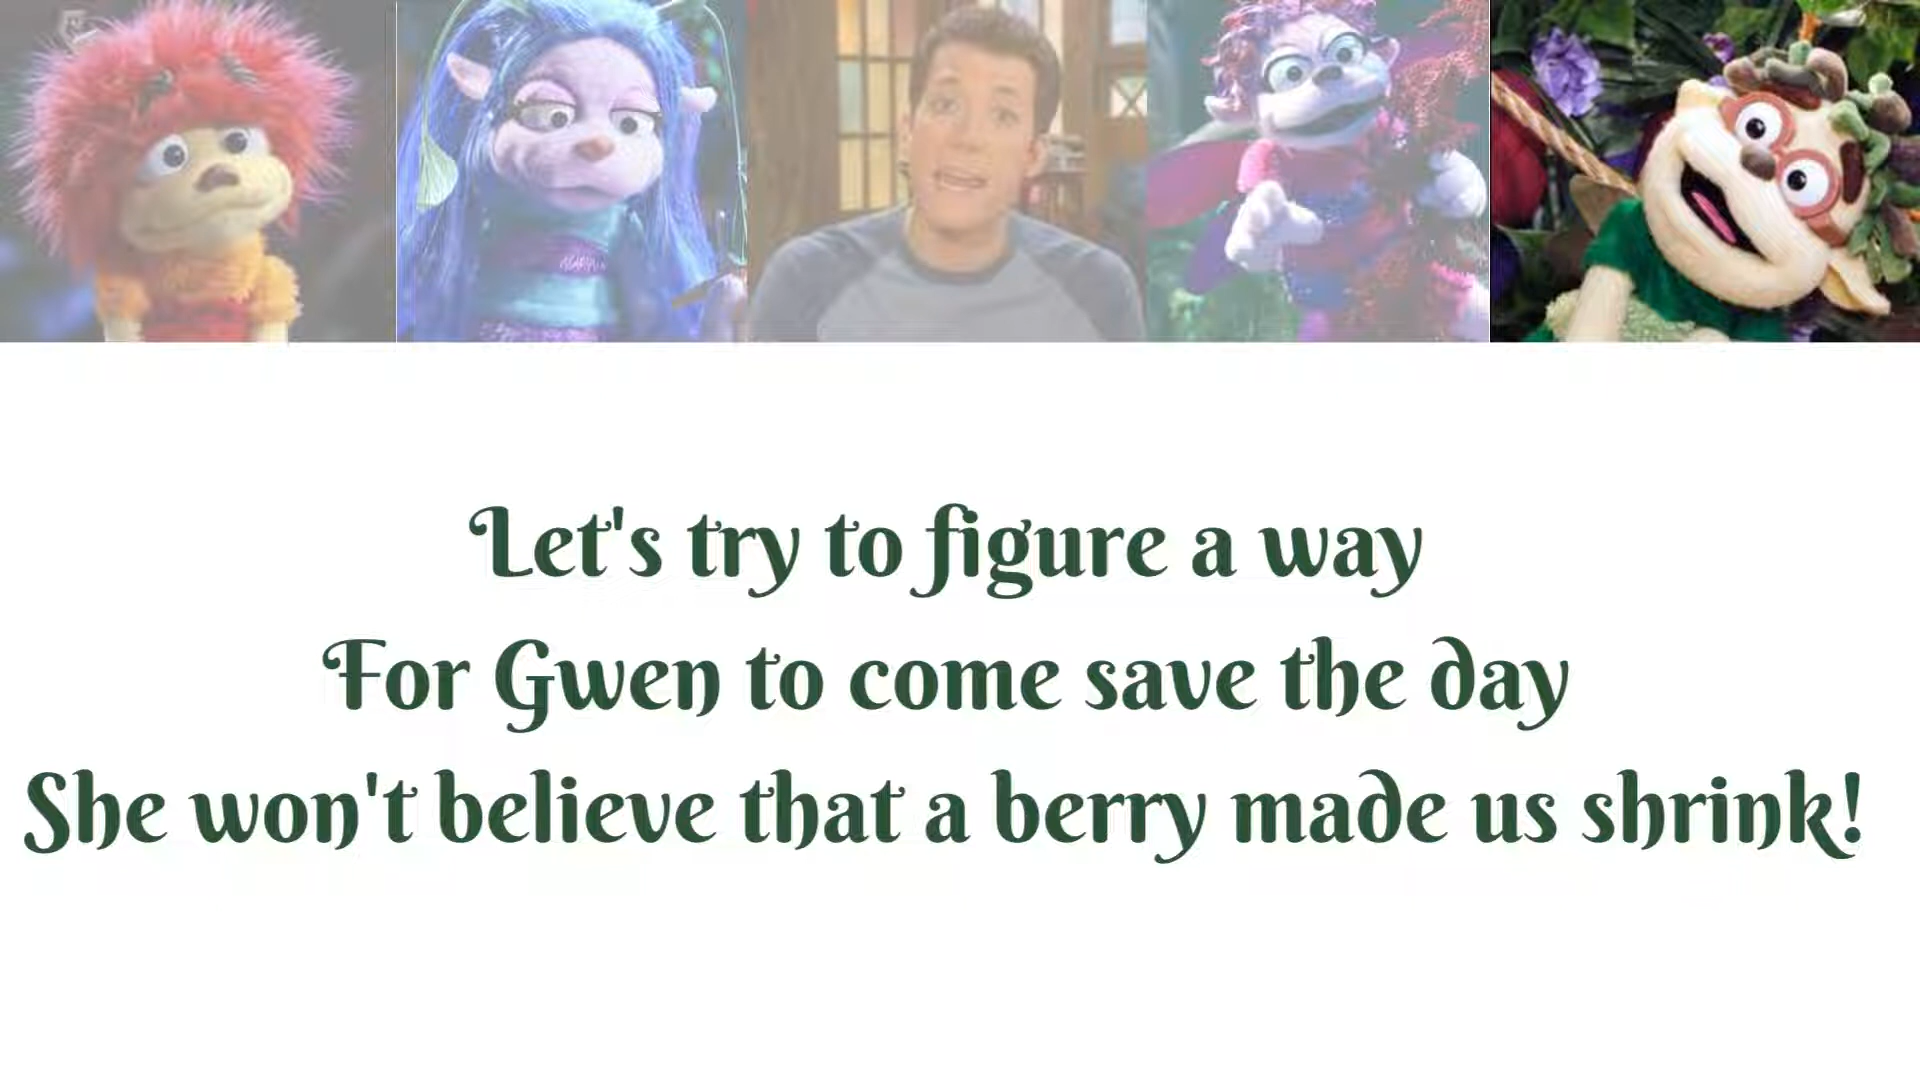 Let's try to figure a way
For Gwen to come save the day
She won't believe that a berry made us shrink!